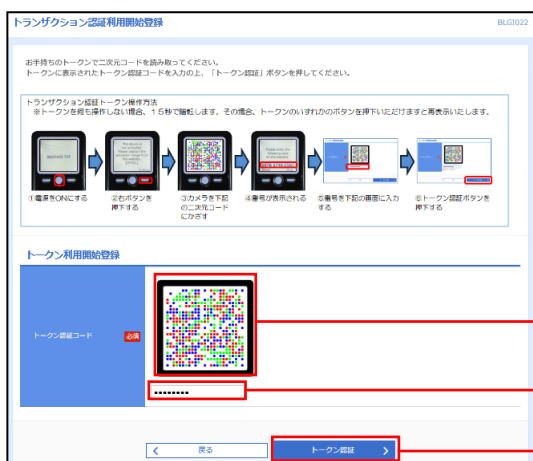 トランザクション認証利用開始登録
BLGI022
お手持ちのトークンで二次元コードを読み取ってください。
トークンに表示されたトークン認証コードを入力の上、「トークン認証」ボタンを押してください。
トランザクション認証トークン操作方法
※トークンを何も操作しない場合、１５秒で暗転します。その場合、トークンのいずれかのボタンを押下いただけますと再表示いたします。
①電源をONにする
②右ボタンを
押下する
③カメラを下記
の二次元コード
にかざす
④番号が表示される
⑤番号を下記の画面に入力
する
⑥トークン認証ボタンを
押下する
トークン利用開始登録
トークン認証コード
必須
••••••••
戻る
トークン認証